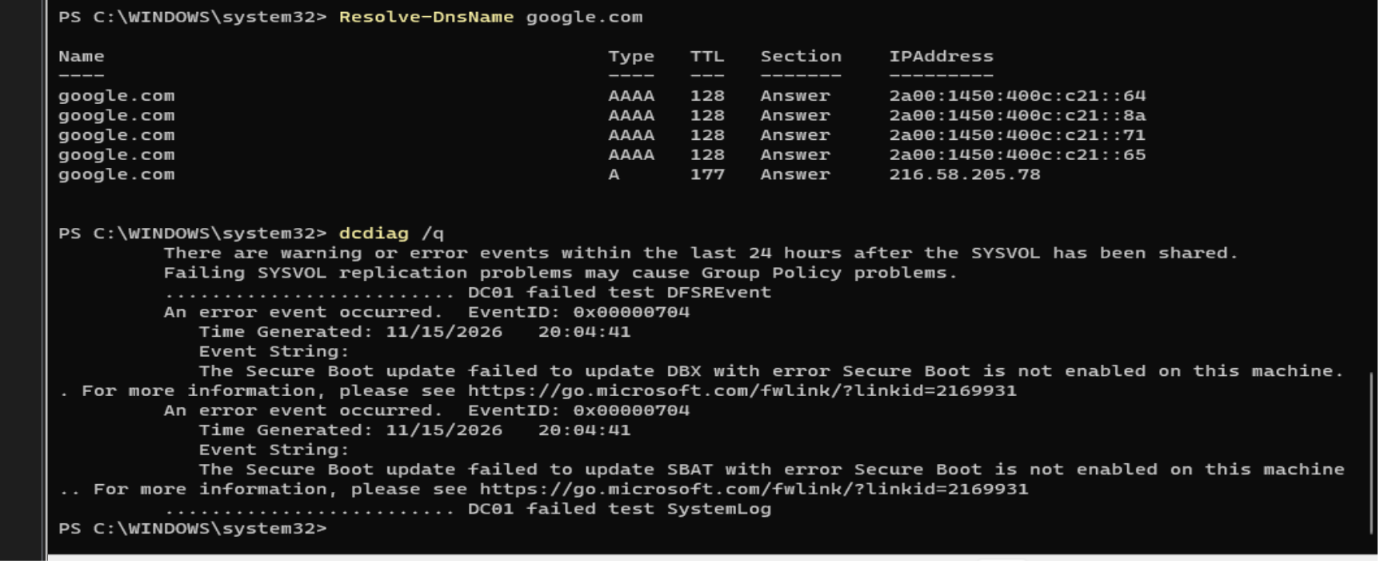 PS C:\WINDOWS\system32> Resolve-DnsName google.com
Name Type TTL Section IPAddress
---- ---- --- ------- ---------
google.com AAAA 128 Answer 2a00:1450:400c:c21::64
google.com AAAA 128 Answer 2a00:1450:400c:c21::8a
google.com AAAA 128 Answer 2a00:1450:400c:c21::71
google.com AAAA 128 Answer 2a00:1450:400c:c21::65
google.com A 177 Answer 216.58.205.78
PS C:\WINDOWS\system32> dcdiag /q
There are warning or error events within the last 24 hours after the SYSVOL has been shared.
Failing SYSVOL replication problems may cause Group Policy problems.
......................... DC01 failed test DFSREvent
An error event occurred. EventID: 0x00000704
Time Generated: 11/15/2026 20:04:41
Event String:
The Secure Boot update failed to update DBX with error Secure Boot is not enabled on this machine.
. For more information, please see https://go.microsoft.com/fwlink/?linkid=2169931
An error event occurred. EventID: 0x00000704
Time Generated: 11/15/2026 20:04:41
Event String:
The Secure Boot update failed to update SBAT with error Secure Boot is not enabled on this machine
.. For more information, please see https://go.microsoft.com/fwlink/?linkid=2169931
......................... DC01 failed test SystemLog
PS C:\WINDOWS\system32>